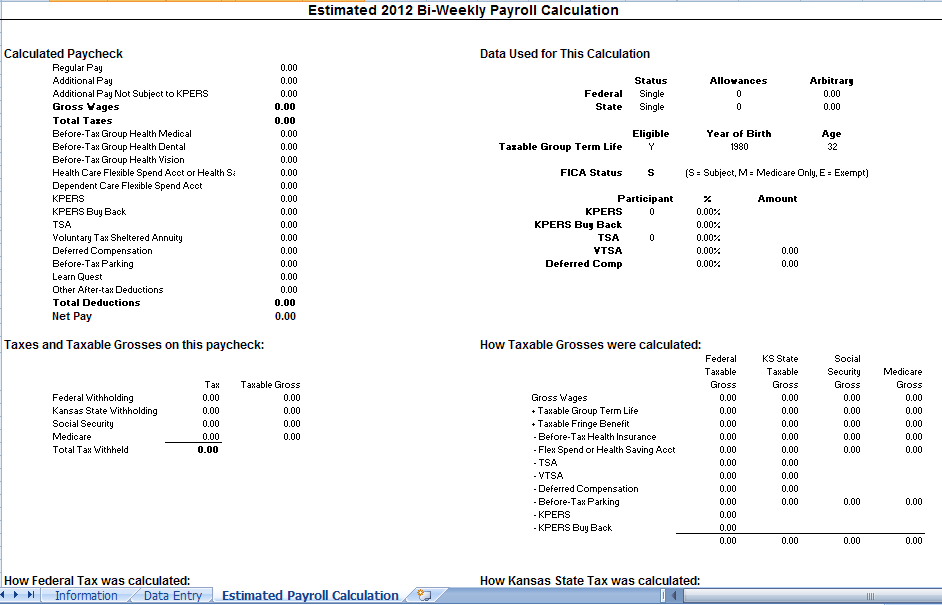 Estimated 2012 Bi-Weekly Payroll Calculation
Calculated Paycheck
Regular Pay 0.00
Additional Pay 0.00
Additional Pay Not Subject to KPERS 0.00
Gross Wages 0.00
Total Taxes 0.00
Before-Tax Group Health Medical 0.00
Before-Tax Group Health Dental 0.00
Before-Tax Group Health Vision 0.00
Health Care Flexible Spend Acct or Health Sa 0.00
Dependent Care Flexible Spend Acct 0.00
KPERS 0.00
KPERS Buy Back 0.00
TSA 0.00
Voluntary Tax Sheltered Annuity 0.00
Deferred Compensation 0.00
Before-Tax Parking 0.00
Learn Quest 0.00
Other After-tax Deductions 0.00
Total Deductions 0.00
Net Pay 0.00
Data Used for This Calculation
Status Allowances Arbitrary
Federal Single 0 0.00
State Single 0 0.00
Eligible Year of Birth Age
Taxable Group Term Life Y 1980 32
FICA Status S (S = Subject, M = Medicare Only, E = Exempt)
Participant % Amount
KPERS 0 0.00%
KPERS Buy Back 0.00%
TSA 0 0.00%
VTSA 0.00% 0.00
Deferred Comp 0.00% 0.00
Taxes and Taxable Grosses on this paycheck:
Tax Taxable Gross
Federal Withholding 0.00 0.00
Kansas State Withholding 0.00 0.00
Social Security 0.00 0.00
Medicare 0.00 0.00
Total Tax Withheld 0.00
How Taxable Grosses were calculated:
Federal KS State Social
Taxable Taxable Security Medicare
Gross Gross Gross Gross
Gross Wages 0.00 0.00 0.00 0.00
+ Taxable Group Term Life 0.00 0.00 0.00 0.00
+ Taxable Fringe Benefit 0.00 0.00 0.00 0.00
- Before-Tax Health Insurance 0.00 0.00 0.00 0.00
- Flex Spend or Health Saving Acct 0.00 0.00 0.00 0.00
- TSA 0.00 0.00
- VTSA 0.00 0.00
- Deferred Compensation 0.00 0.00
- Before-Tax Parking 0.00 0.00 0.00 0.00
- KPERS 0.00
- KPERS Buy Back 0.00
0.00 0.00 0.00 0.00
How Federal Tax was calculated:
How Kansas State Tax was calculated:
Information Data Entry Estimated Payroll Calculation